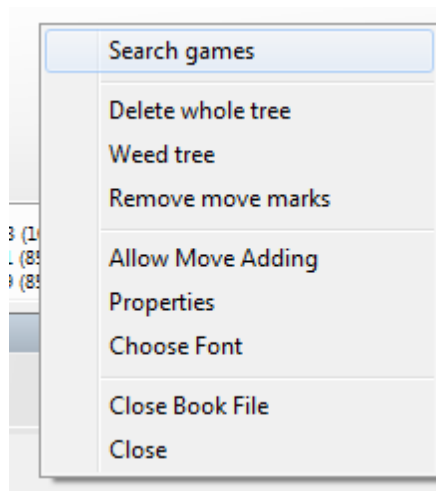 Search games
Delete whole tree
Weed tree
Remove move marks
Allow Move Adding
Properties
Choose Font
Close Book File
Close